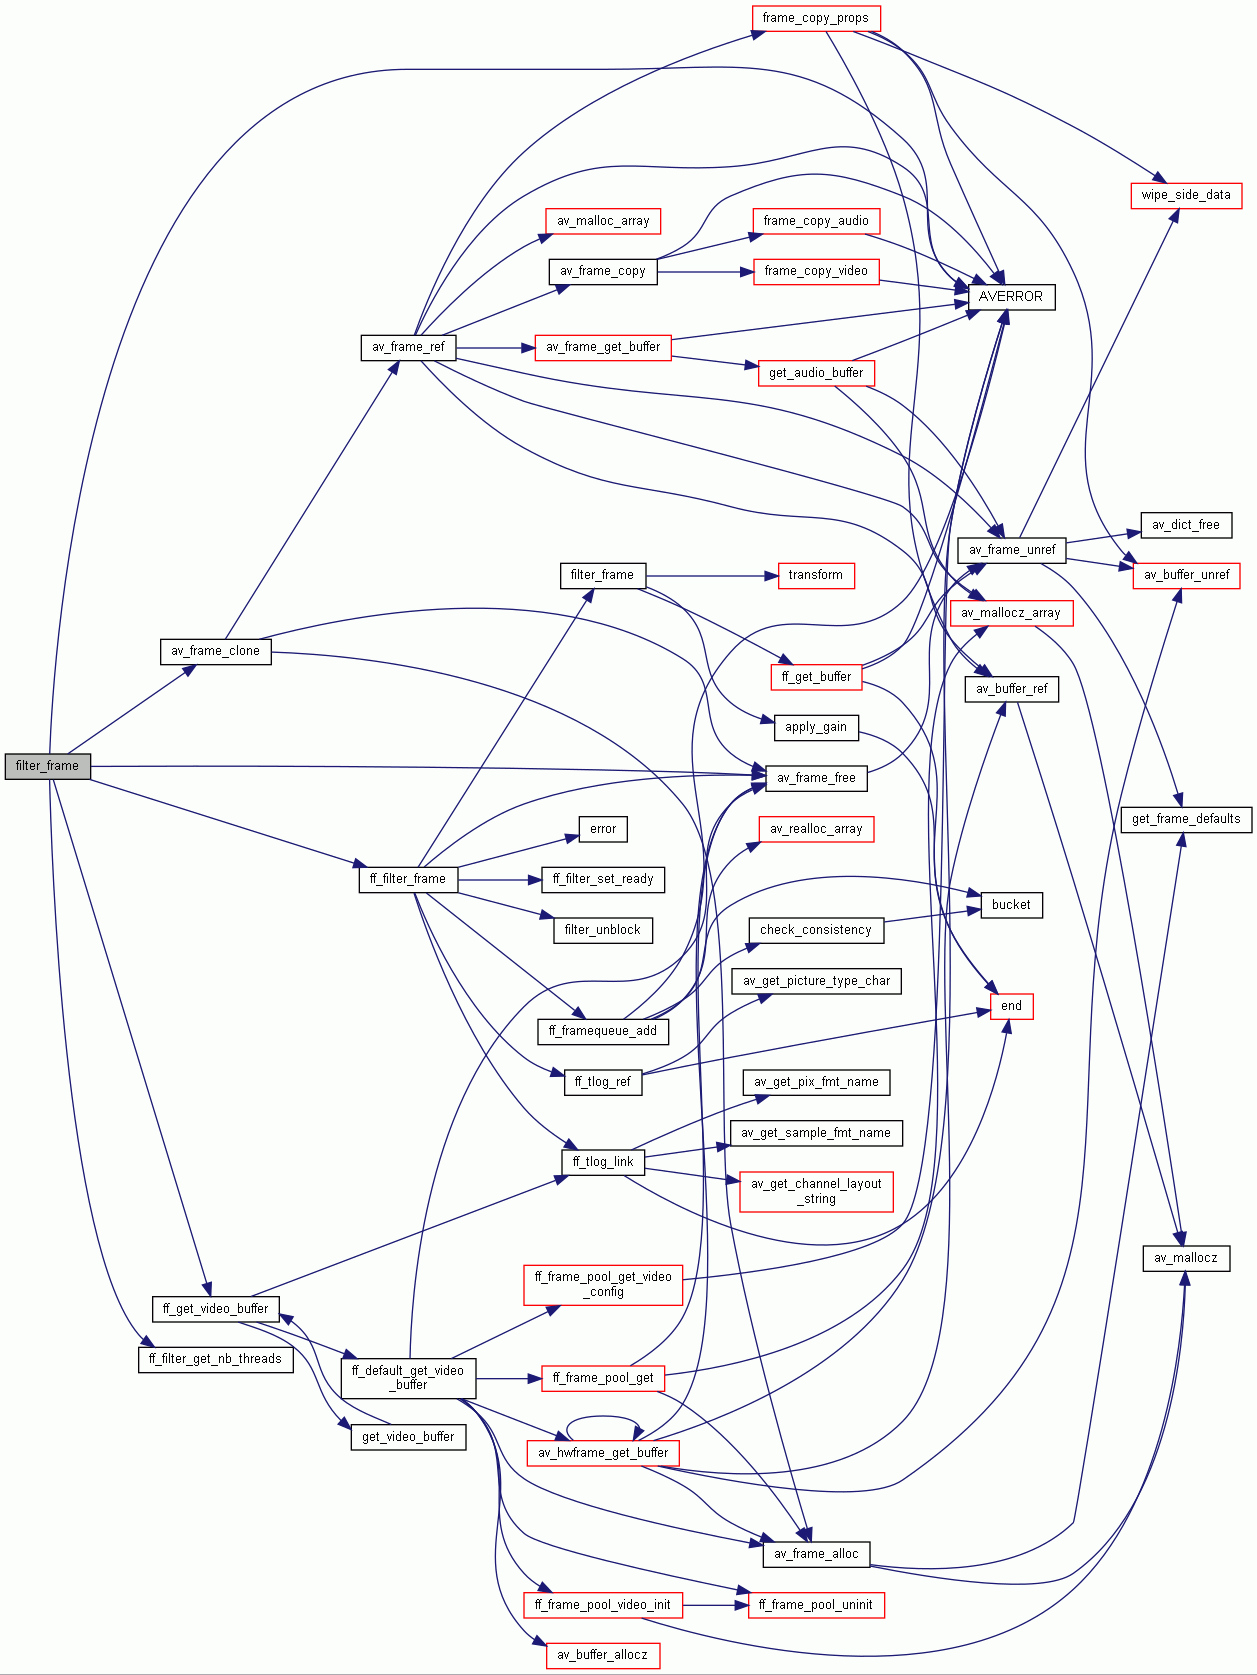 frame_copy_props
wipe_side_data
av_malloc_array
frame_copy_audio
av_frame_copy
frame_copy_video
AVERROR
av_frame_ref
av_frame_get_buffer
get_audio_buffer
av_dict_free
av_frame_unref
filter_frame
transform
av_buffer_unref
av_mallocz_array
av_frame_clone
ff_get_buffer
av_buffer_ref
apply_gain
filter_frame
av_frame_free
get_frame_defaults
error
av_realloc_array
ff_filter_frame
ff_filter_set_ready
bucket
filter_unblock
check_consistency
av_get_picture_type_char
end
ff_framequeue_add
ff_tlog_ref
av_get_pix_fmt_name
av_get_sample_fmt_name
ff_tlog_link
av_get_channel_layout
_string
av_mallocz
ff_frame_pool_get_video
_config
ff_get_video_buffer
ff_filter_get_nb_threads
ff_default_get_video
_buffer
ff_frame_pool_get
get_video_buffer
av_hwframe_get_buffer
av_frame_alloc
ff_frame_pool_video_init
ff_frame_pool_uninit
av_buffer_allocz